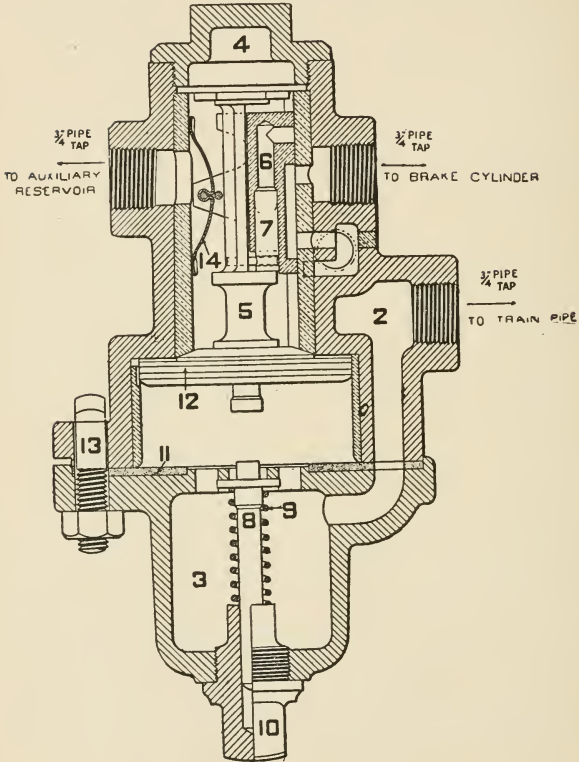 4
3/4" PIPE
TAP
TO AUXILIARY
RESERVOIR
3/4" PIPE
TAP
TO BRAKE CYLINDER
6
7
14
5
2
3/4" PIPE
TAP
TO TRAIN PIPE
12
13
11
8
9
3
10